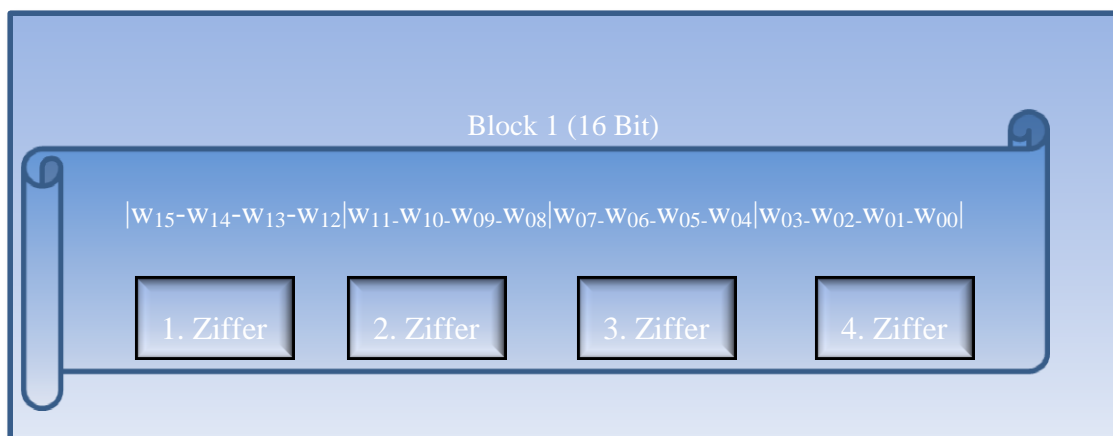 Block 1 (16 Bit)
|w₁₅-w₁₄-w₁₃-w₁₂|w₁₁-w₁₀-w₀₉-w₀₈|w₀₇-w₀₆-w₀₅-w₀₄|w₀₃-w₀₂-w₀₁-w₀₀|
1. Ziffer 2. Ziffer 3. Ziffer 4. Ziffer